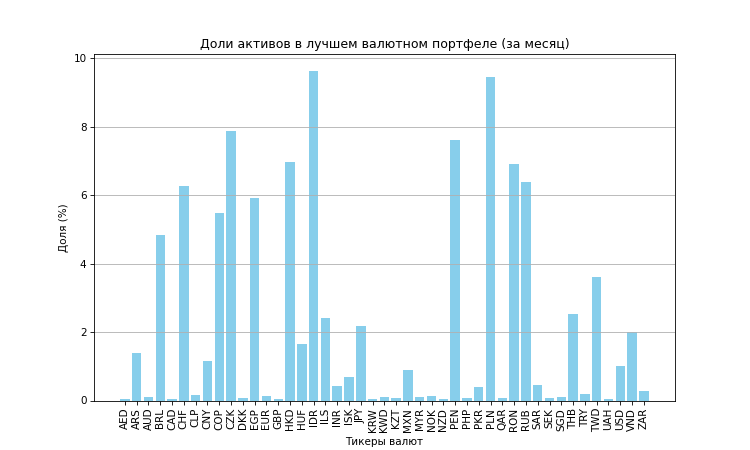 Доли активов в лучшем валютном портфеле (за месяц)
10
8
6
4
2
0
Доля (%)
AED ARS AUD BRL CAD CHF CLP CNY COP CZK DKK EGP EUR GBP HKD HUF IDR ILS INR ISK JPY KRW KWD KZT MXN MYR NOK NZD PEN PHP PKR PLN QAR RON RUB SAR SEK SGD THB TRY TWD UAH USD VND ZAR
Тикеры валют